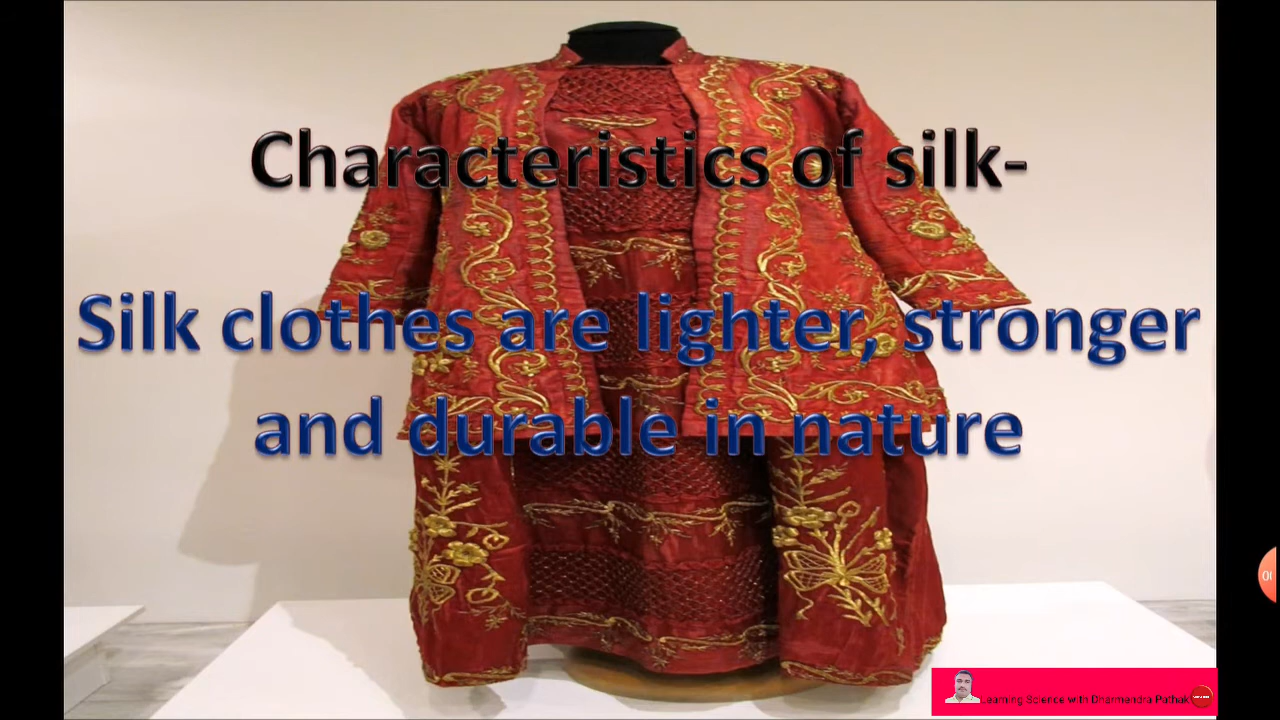 Characteristics of silk-
Silk clothes are lighter, stronger
and durable in nature
Learning Science with Dharmendra Pathak